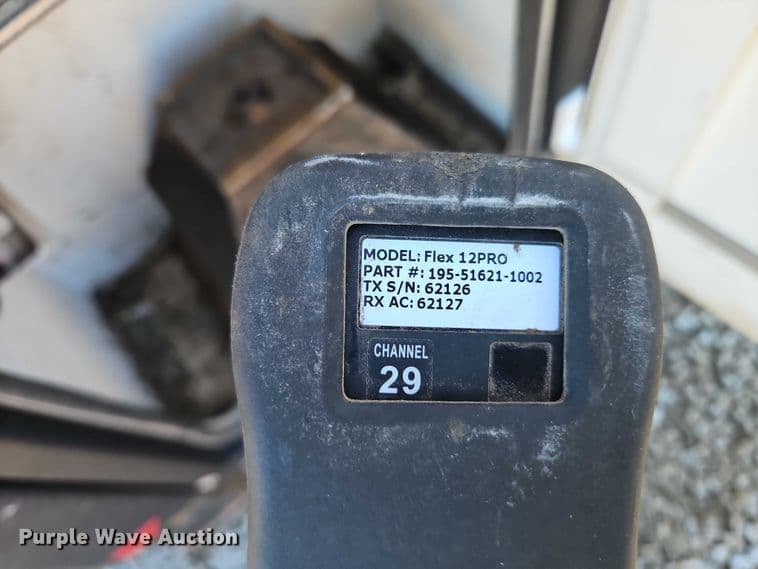 MODEL: Flex 12PRO
PART #: 195-51621-1002
TX S/N: 62126
RX AC: 62127
CHANNEL
29
Purple Wave Auction